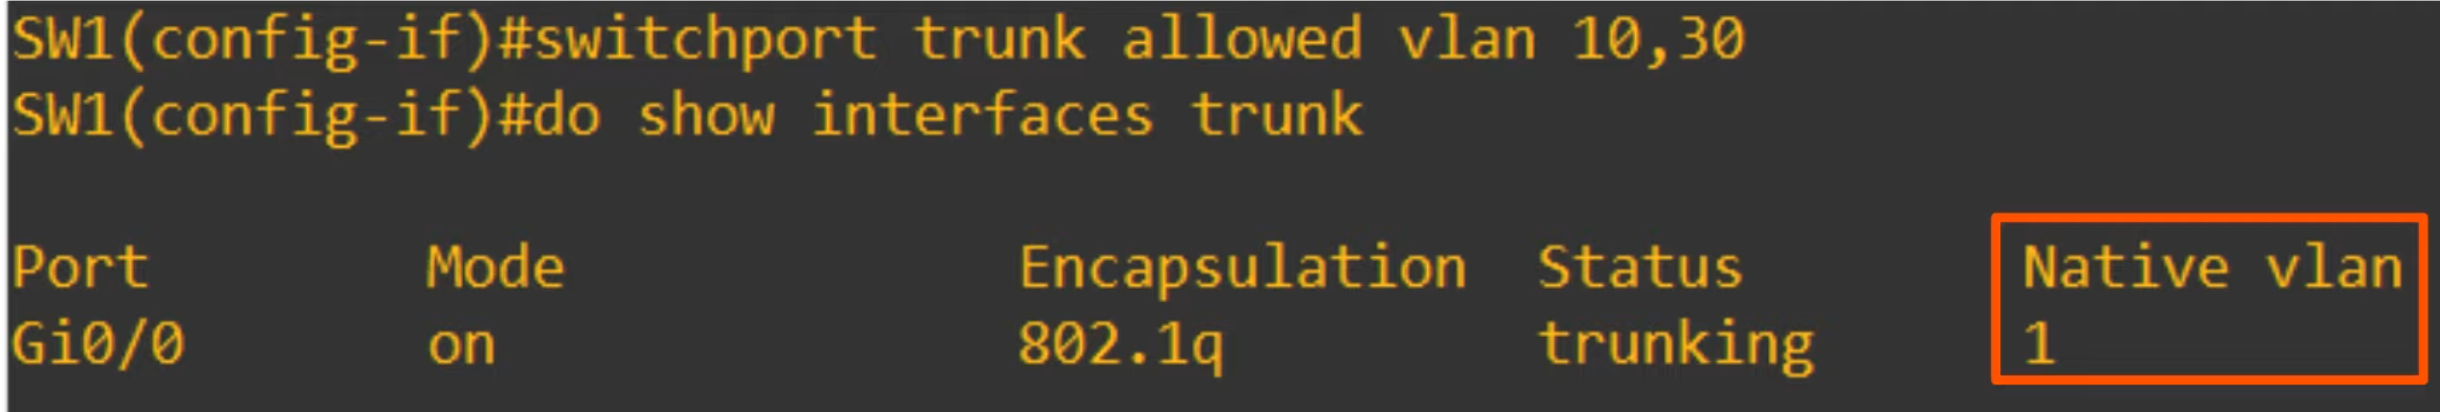 SW1(config-if)#switchport trunk allowed vlan 10,30
SW1(config-if)#do show interfaces trunk
Port Mode Encapsulation Status Native vlan
Gi0/0 on 802.1q trunking 1